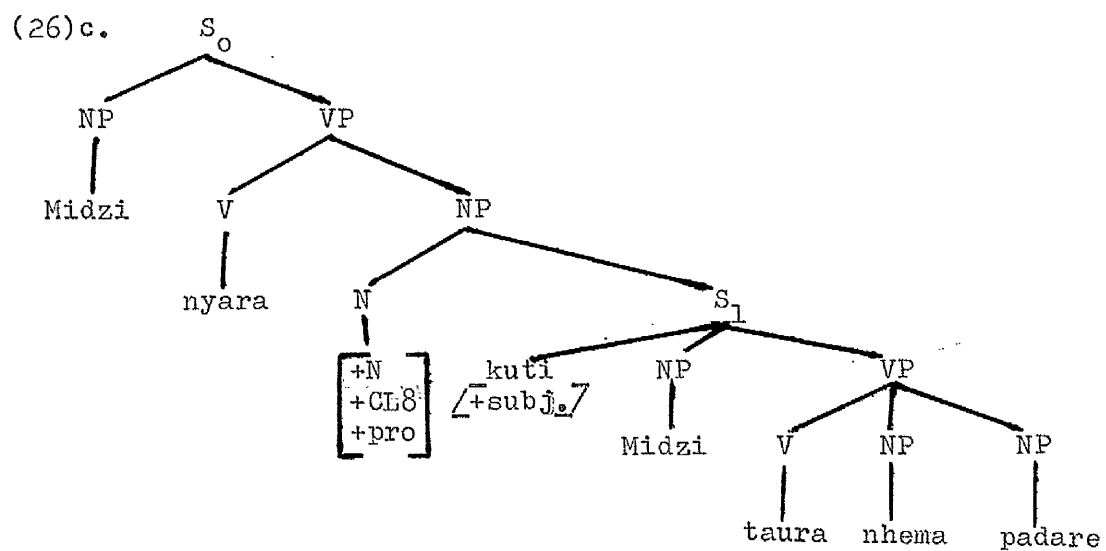 (26)c. S₀
NP VP
Midzi V NP
nyara N S₁
[+N kuti NP VP
+CL8 /+subj./
+pro] Midzi V NP NP
taura nhema padare